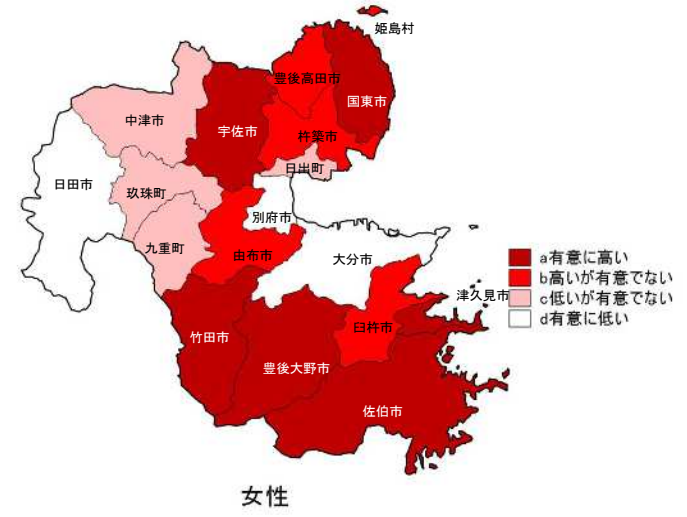 姫島村
豊後高田市
国東市
中津市
宇佐市
杵築市
日出町
日田市
玖珠町
別府市
九重町
由布市
大分市
a有意に高い
b高いが有意でない
c低いが有意でない
d有意に低い
津久見市
臼杵市
竹田市
豊後大野市
佐伯市
女性